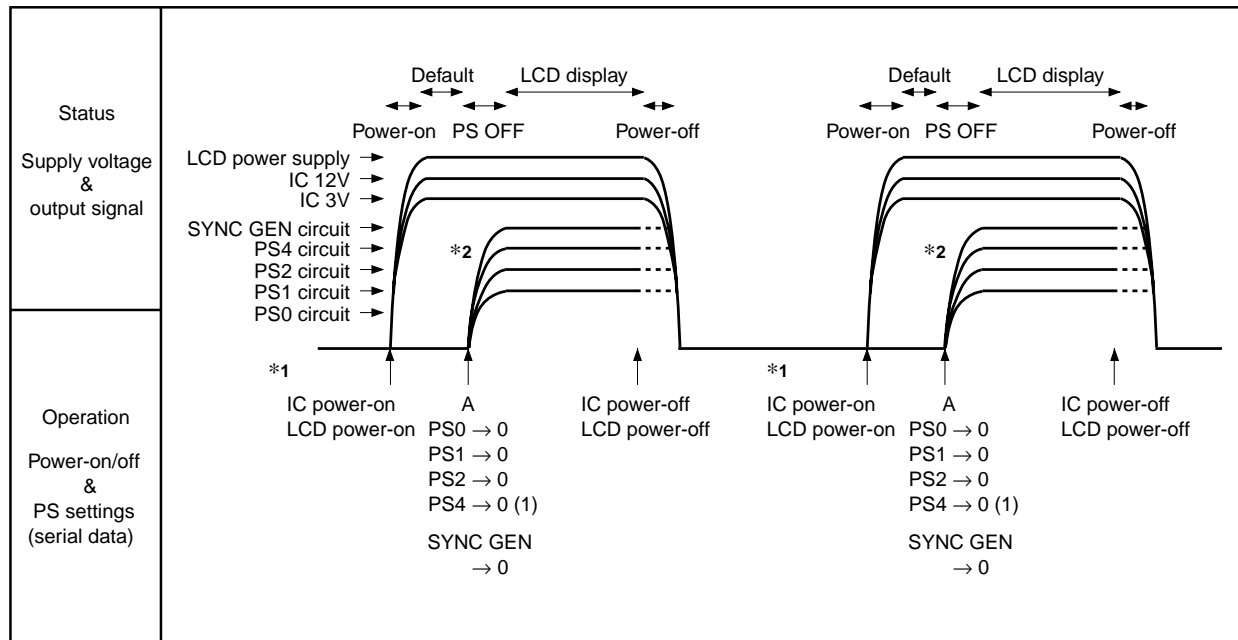 Status
Supply voltage
&
output signal
Operation
Power-on/off
&
PS settings
(serial data)
Default LCD display
Power-on PS OFF Power-off
Default LCD display
Power-on PS OFF Power-off
LCD power supply
IC 12V
IC 3V
SYNC GEN circuit
PS4 circuit
PS2 circuit
PS1 circuit
PS0 circuit
*2
*2
*1
IC power-on
LCD power-on
A
PS0 → 0
PS1 → 0
PS2 → 0
PS4 → 0 (1)
SYNC GEN
→ 0
IC power-off
LCD power-off
*1
IC power-on
LCD power-on
A
PS0 → 0
PS1 → 0
PS2 → 0
PS4 → 0 (1)
SYNC GEN
→ 0
IC power-off
LCD power-off